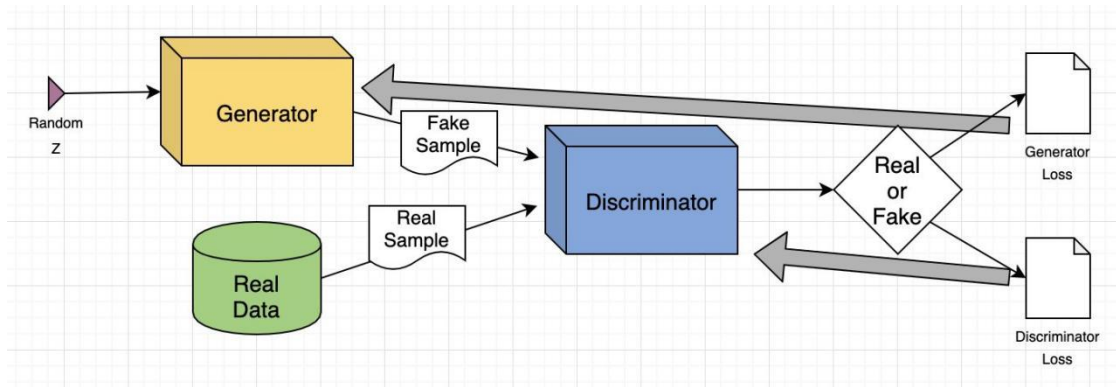 Random
Z
Generator
Fake
Sample
Real
Sample
Real
Data
Discriminator
Real
or
Fake
Generator
Loss
Discriminator
Loss